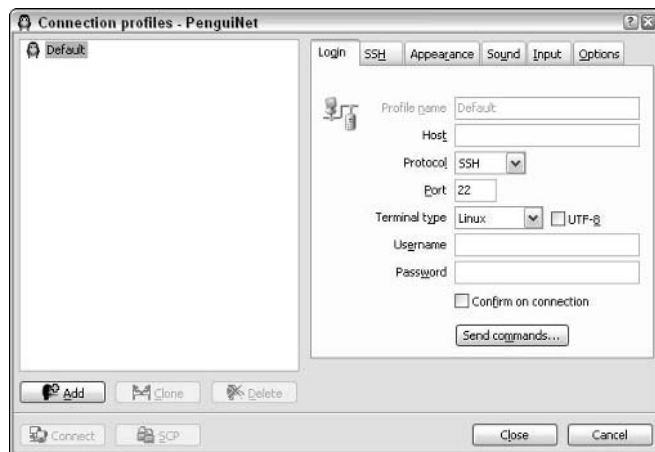 Connection profiles - PenguiNet
Default
Login SSH Appearance Sound Input Options
Profile name Default
Host
Protocol SSH
Port 22
Terminal type Linux UTF-8
Username
Password
Confirm on connection
Send commands...
Add Clone Delete
Connect SCP Close Cancel